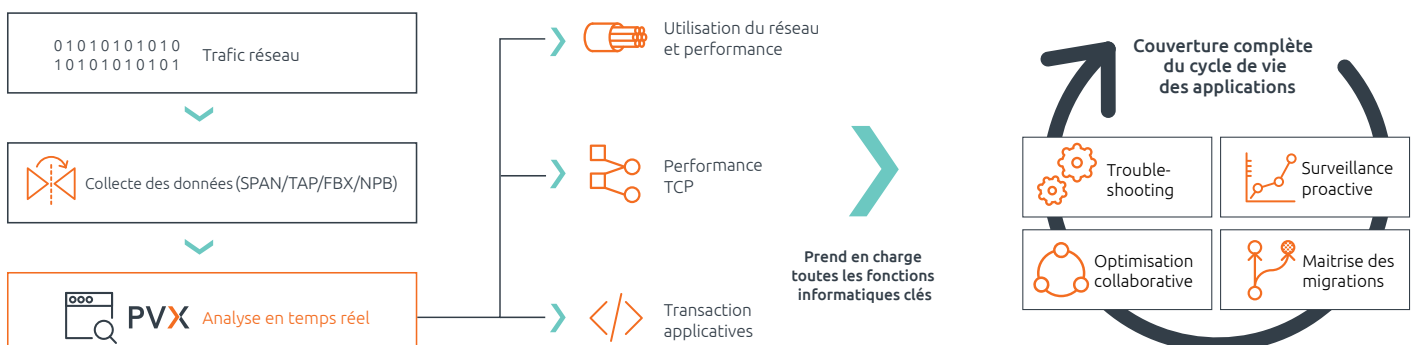 01010101010
10101010101
Trafic réseau
Collecte des données (SPAN/TAP/FBX/NPB)
PVX Analyse en temps réel
Utilisation du réseau
et performance
Performance
TCP
Transaction
applicatives
Prend en charge
toutes les fonctions
informatiques clés
Couverture complète
du cycle de vie
des applications
Trouble-
shooting
Surveillance
proactive
Optimisation
collaborative
Maitrise des
migrations